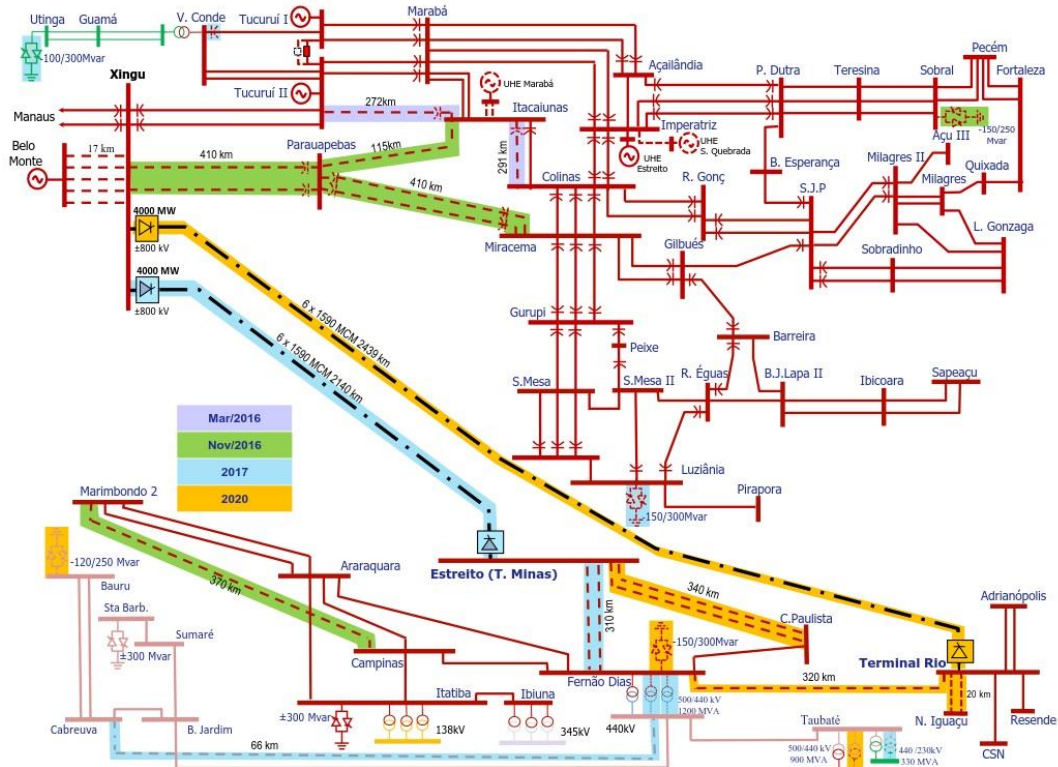 Utinga
Guamá
V. Conde
Tucuruí I
Marabá
-100/300Mvar
Xingu
Tucuruí II
UHE Marabá
Açailândia
P. Dutra
Teresina
Sobral
Pecém
Fortaleza
Manaus
272km
Itacaiunas
Imperatriz
UHE
S. Quebrada
UHE
Estreito
Açu III
-150/250
Mvar
Belo
Monte
17 km
410 km
Parauapebas
115km
291 km
Colinas
R. Gonç
B. Esperança
S.J.P
Milagres II
Milagres
Quixada
L. Gonzaga
410 km
Miracema
Gilbués
Sobradinho
4000 MW
±800 kV
4000 MW
±800 kV
6 x 1590 MCM 2439 km
6 x 1590 MCM 2140 km
Gurupi
Peixe
Barreira
S.Mesa
S.Mesa II
R. Éguas
B.J.Lapa II
Ibicoara
Sapeaçu
Mar/2016
Nov/2016
2017
2020
Luziânia
-150/300Mvar
Pirapora
Marimbondo 2
-120/250 Mvar
Bauru
370 km
Araraquara
Estreito (T. Minas)
310 km
340 km
C.Paulista
Adrianópolis
Sta Barb.
±300 Mvar
Sumaré
Campinas
Fernão Dias
-150/300Mvar
Terminal Rio
320 km
20 km
Itatiba
Ibiuna
500/440 kV
1200 MVA
N. Iguaçu
Resende
CSN
Cabreuva
B. Jardim
±300 Mvar
138kV
345kV
440kV
66 km
Taubaté
500/440 kV
900 MVA
440 /230kV
330 MVA